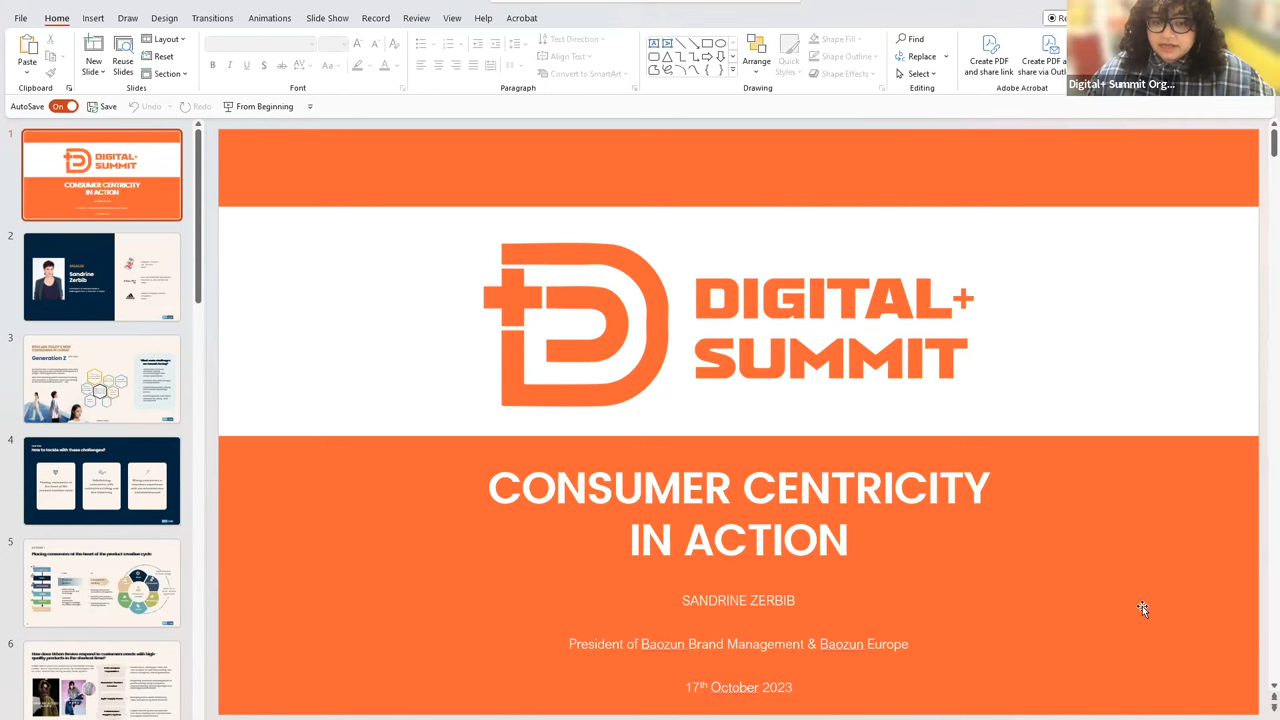 File Home Insert Draw Design Transitions Animations Slide Show Record Review View Help Acrobat
Paste
New Slide
Reuse Slides
Layout
Reset
Section
Text Direction
Align Text
Convert to SmartArt
Arrange
Quick Styles
Shape Fill
Shape Outline
Shape Effects
Find
Replace
Select
Create PDF and share link
Create PDF and share via
Clipboard Slides Font Paragraph Drawing Editing Adobe Acrobat
AutoSave On Save Undo Redo From Beginning
Digital+ Summit Org...
1
DIGITAL+
SUMMIT
CONSUMER CENTRICITY
IN ACTION
2
Sandrine
Zerbib
3
Generation Z
4
How to tackle with these challenges?
5
Placing consumers at the heart of the product creation cycle
DIGITAL+
SUMMIT
CONSUMER CENTRICITY
IN ACTION
SANDRINE ZERBIB
President of Baozun Brand Management & Baozun Europe
17th October 2023